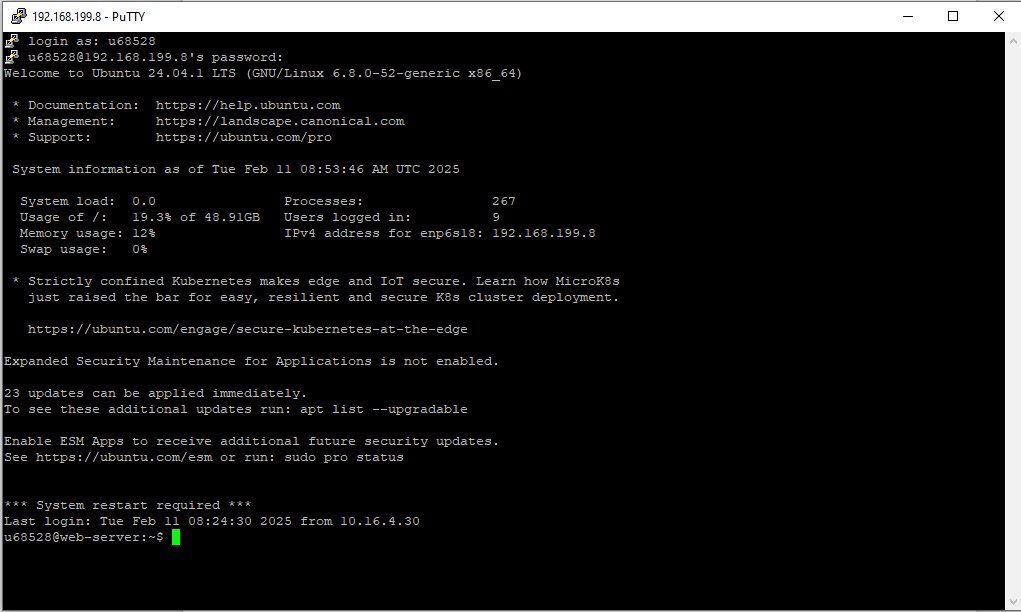 192.168.199.8 - PuTTY
login as: u68528
u68528@192.168.199.8's password:
Welcome to Ubuntu 24.04.1 LTS (GNU/Linux 6.8.0-52-generic x86_64)
* Documentation:  https://help.ubuntu.com
* Management:     https://landscape.canonical.com
* Support:        https://ubuntu.com/pro
System information as of Tue Feb 11 08:53:46 AM UTC 2025
System load:  0.0                Processes:                267
Usage of /:   19.3% of 48.91GB   Users logged in:          9
Memory usage: 12%                IPv4 address for enp6s18: 192.168.199.8
Swap usage:   0%
* Strictly confined Kubernetes makes edge and IoT secure. Learn how MicroK8s
just raised the bar for easy, resilient and secure K8s cluster deployment.
https://ubuntu.com/engage/secure-kubernetes-at-the-edge
Expanded Security Maintenance for Applications is not enabled.
23 updates can be applied immediately.
To see these additional updates run: apt list --upgradable
Enable ESM Apps to receive additional future security updates.
See https://ubuntu.com/esm or run: sudo pro status
*** System restart required ***
Last login: Tue Feb 11 08:24:30 2025 from 10.16.4.30
u68528@web-server:~$